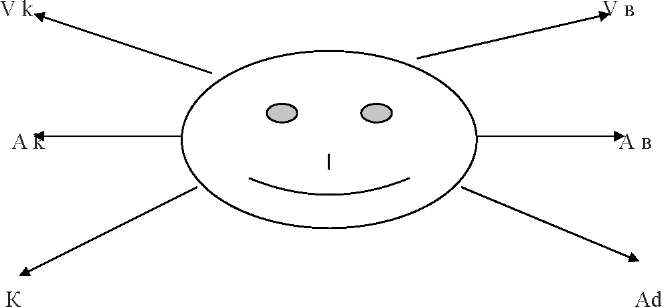 V k V в
A k A в
K Ad